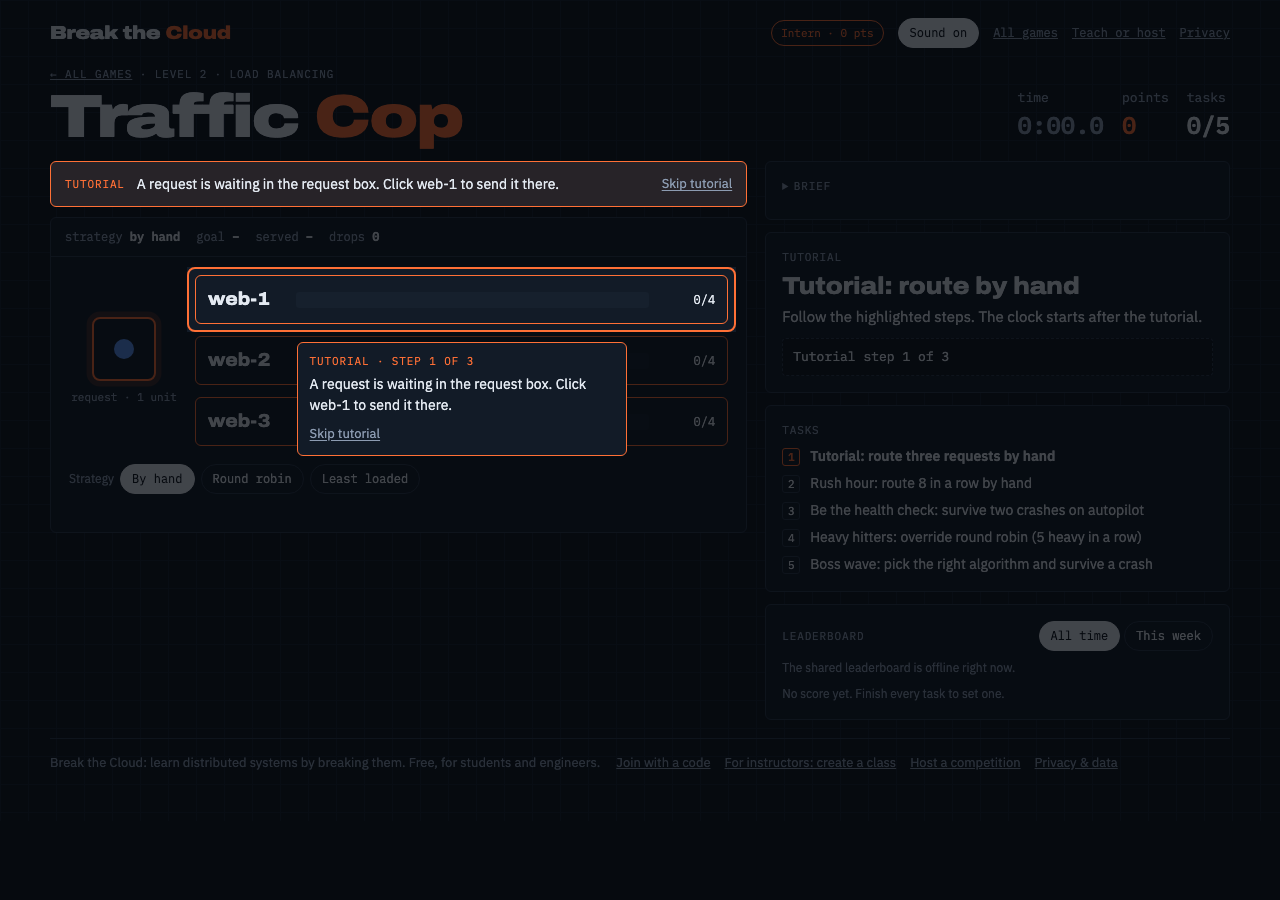 Break the Cloud
Intern · 0 pts
Sound on
All games
Teach or host
Privacy
← ALL GAMES · LEVEL 2 · LOAD BALANCING
Traffic Cop
time
points
tasks
0:00.0
0
0/5
TUTORIAL A request is waiting in the request box. Click web-1 to send it there. Skip tutorial
strategy by hand goal – served – drops 0
request · 1 unit
web-1 0/4
web-2 0/4
web-3 0/4
TUTORIAL · STEP 1 OF 3
A request is waiting in the request box. Click
web-1 to send it there.
Skip tutorial
Strategy By hand Round robin Least loaded
▶ BRIEF
TUTORIAL
Tutorial: route by hand
Follow the highlighted steps. The clock starts after the tutorial.
Tutorial step 1 of 3
TASKS
1 Tutorial: route three requests by hand
2 Rush hour: route 8 in a row by hand
3 Be the health check: survive two crashes on autopilot
4 Heavy hitters: override round robin (5 heavy in a row)
5 Boss wave: pick the right algorithm and survive a crash
LEADERBOARD All time This week
The shared leaderboard is offline right now.
No score yet. Finish every task to set one.
Break the Cloud: learn distributed systems by breaking them. Free, for students and engineers. Join with a code For instructors: create a class Host a competition Privacy & data